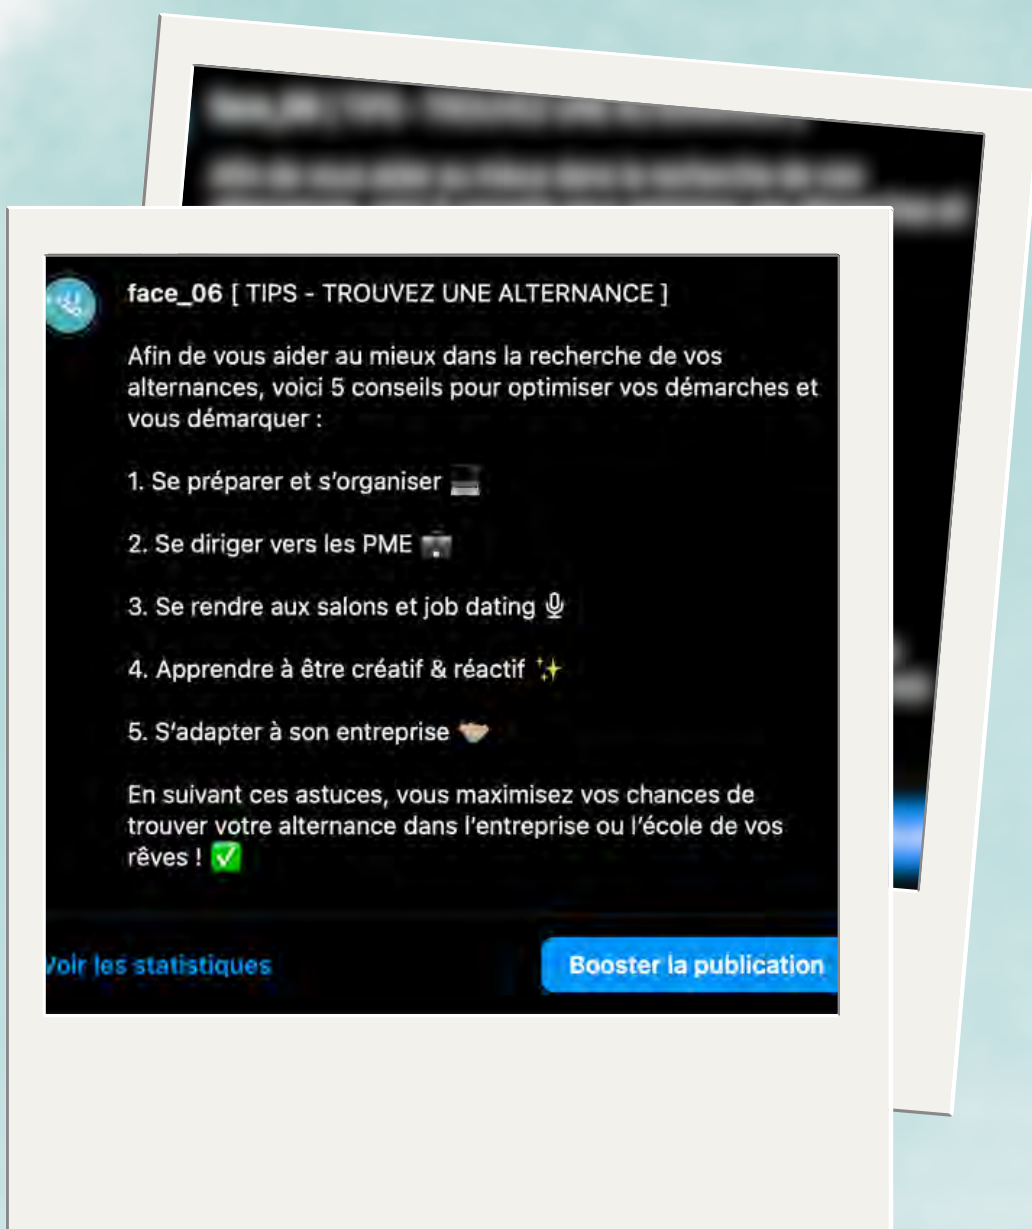 face_06 [ TIPS - TROUVEZ UNE ALTERNANCE ]
Afin de vous aider au mieux dans la recherche de vos
alternances, voici 5 conseils pour optimiser vos démarches et
vous démarquer :
1. Se préparer et s'organiser
2. Se diriger vers les PME
3. Se rendre aux salons et job dating
4. Apprendre à être créatif & réactif
5. S'adapter à son entreprise
En suivant ces astuces, vous maximisez vos chances de
trouver votre alternance dans l'entreprise ou l'école de vos
rêves !
Voir les statistiques
Booster la publication